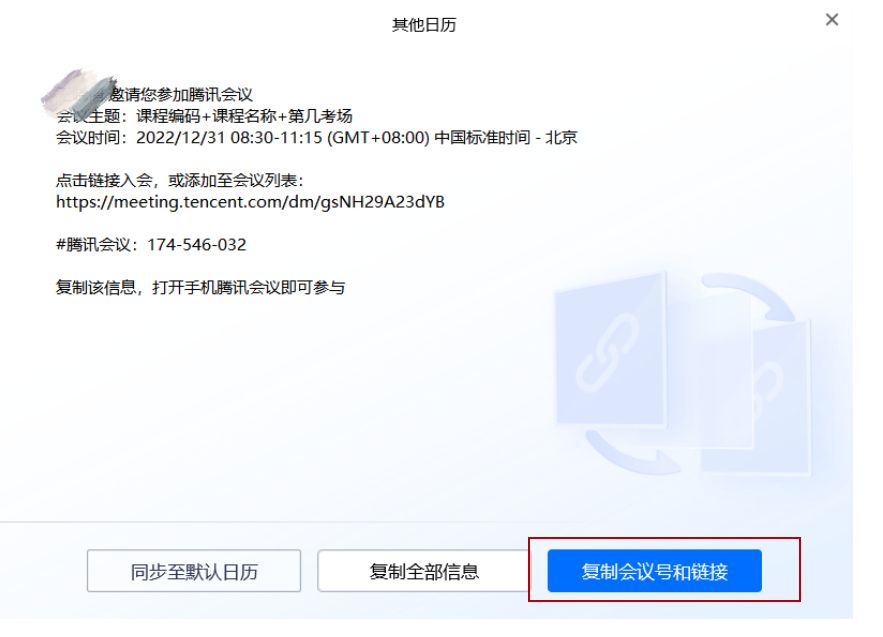 其他日历
邀请您参加腾讯会议
会议主题：课程编码+课程名称+第几考场
会议时间：2022/12/31 08:30-11:15 (GMT+08:00) 中国标准时间 - 北京
点击链接入会，或添加至会议列表：
https://meeting.tencent.com/dm/gsNH29A23dYB
#腾讯会议：174-546-032
复制该信息，打开手机腾讯会议即可参与
同步至默认日历
复制全部信息
复制会议号和链接